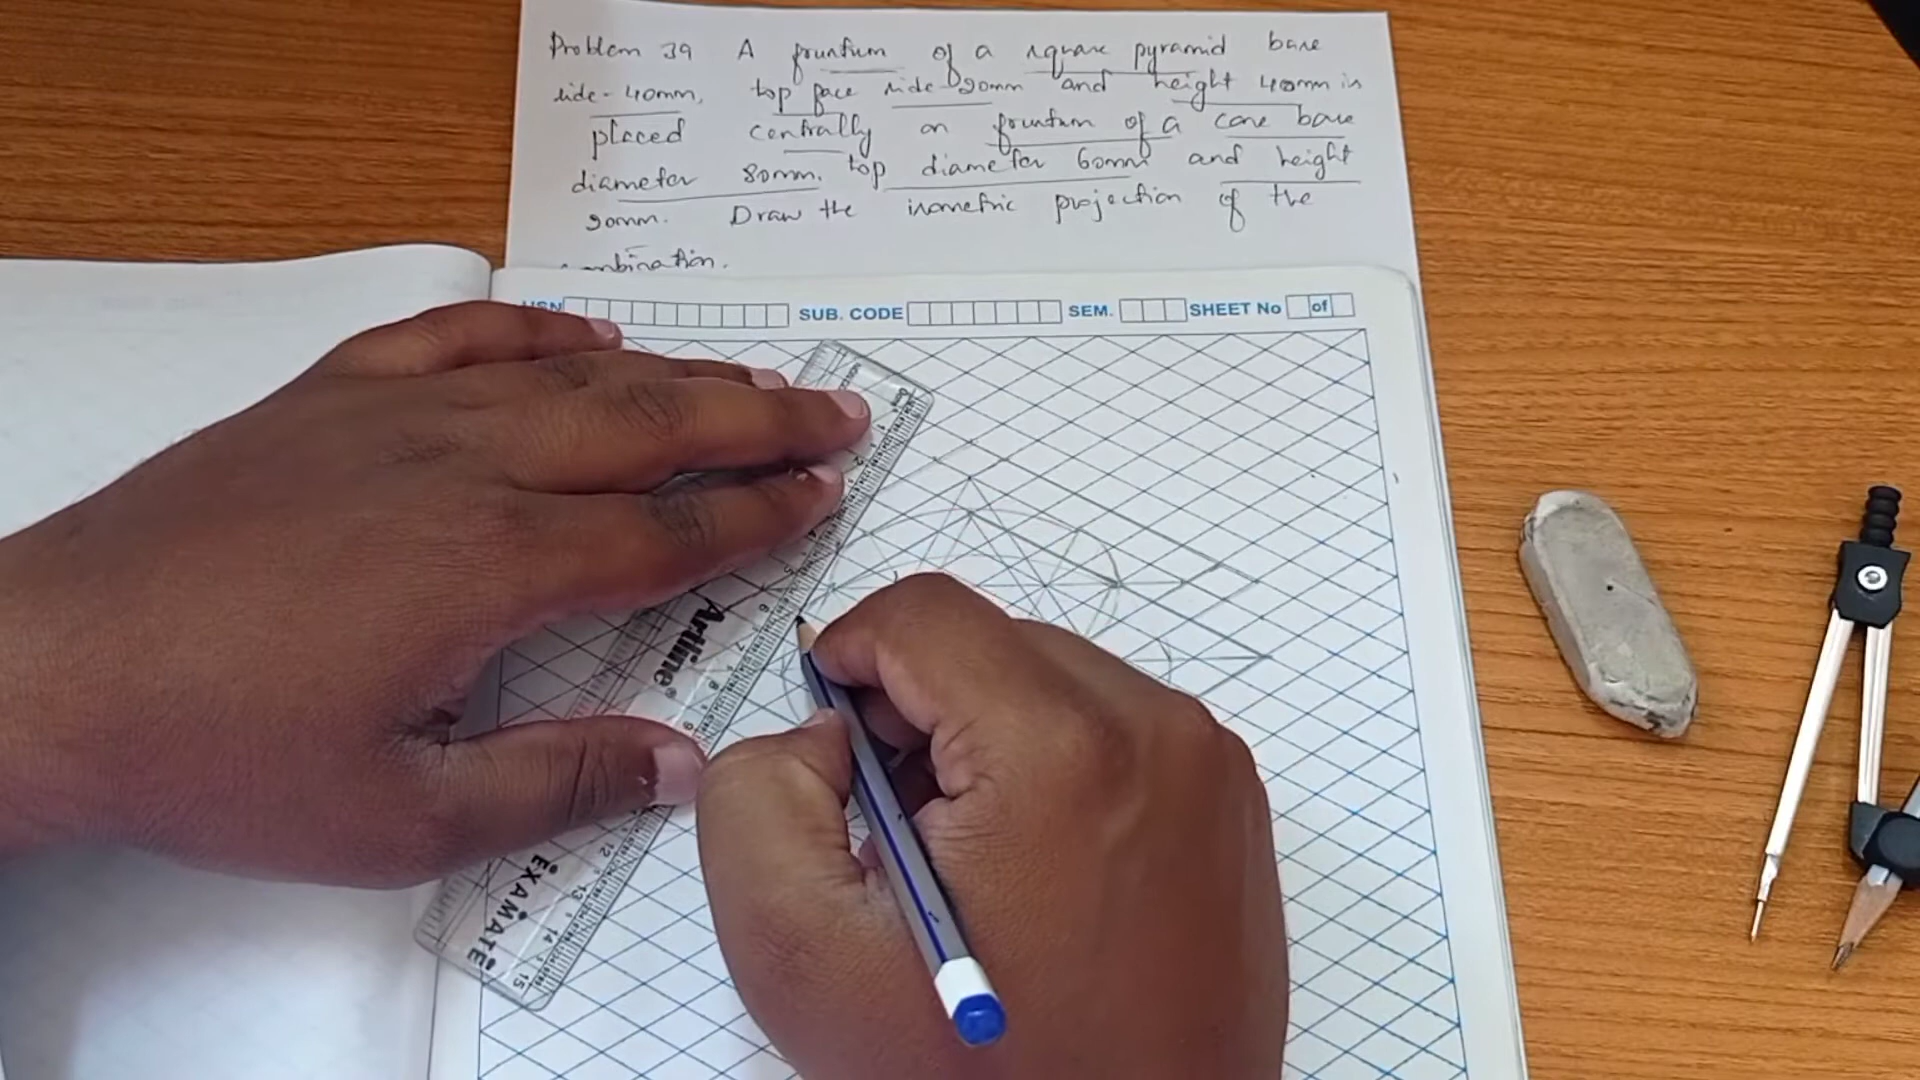 Problem 39 A frustum of a square pyramid base
side - 40mm, top face side 20mm and height 40mm is
placed centrally on frustum of a cone base
diameter 80mm. top diameter 60mm and height
20mm. Draw the isometric projection of the
mbination.
USN SUB. CODE SEM. SHEET No of
Artline
EXAMATE